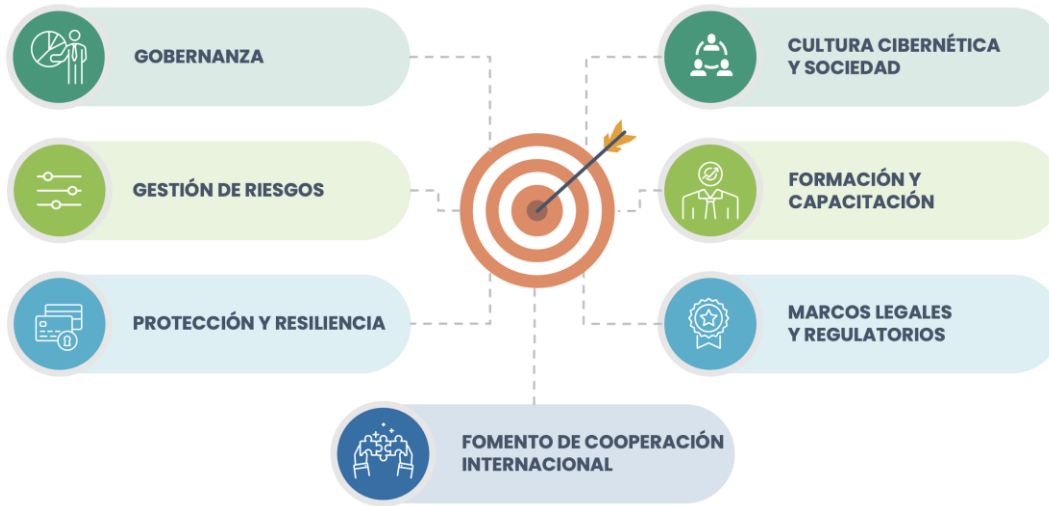 GOBERNANZA
GESTIÓN DE RIESGOS
PROTECCIÓN Y RESILIENCIA
CULTURA CIBERNÉTICA
Y SOCIEDAD
FORMACIÓN Y
CAPACITACIÓN
MARCOS LEGALES
Y REGULATORIOS
FOMENTO DE COOPERACIÓN
INTERNACIONAL